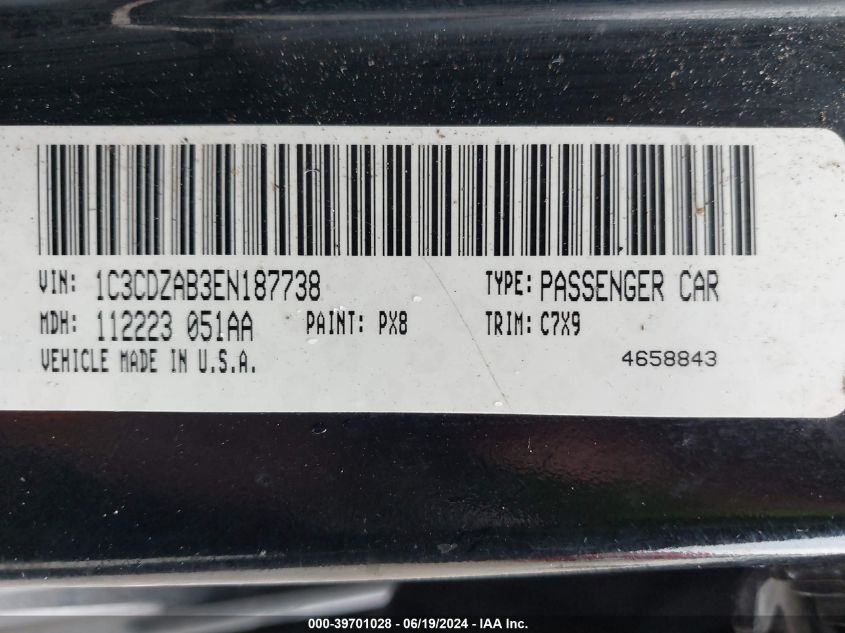 VIN: 1C3CDZAB3EN187738 TYPE: PASSENGER CAR
MDH: 112223 051AA PAINT: PX8 TRIM: C7X9
VEHICLE MADE IN U.S.A. 4658843
000-39701028 - 06/19/2024 - IAA Inc.